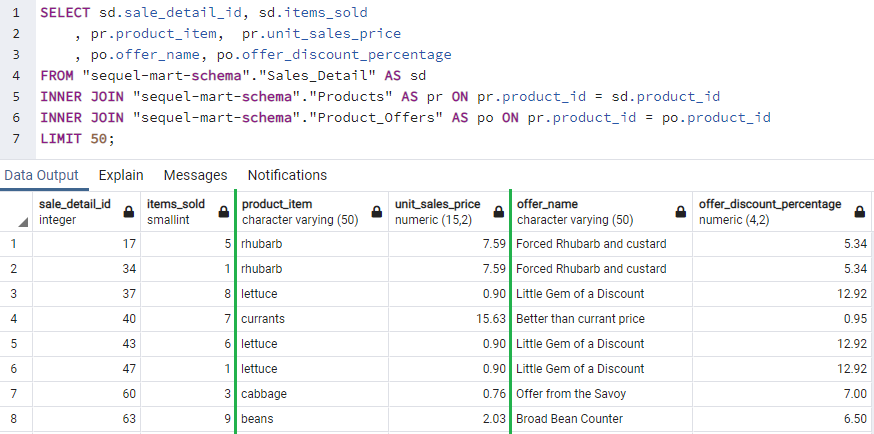 1 SELECT sd.sale_detail_id, sd.items_sold
2 , pr.product_item,  pr.unit_sales_price
3 , po.offer_name, po.offer_discount_percentage
4 FROM "sequel-mart-schema"."Sales_Detail" AS sd
5 INNER JOIN "sequel-mart-schema"."Products" AS pr ON pr.product_id = sd.product_id
6 INNER JOIN "sequel-mart-schema"."Product_Offers" AS po ON pr.product_id = po.product_id
7 LIMIT 50;
Data Output Explain Messages Notifications
sale_detail_id items_sold product_item unit_sales_price offer_name offer_discount_percentage
integer smallint character varying (50) numeric (15,2) character varying (50) numeric (4,2)
1 17 5 rhubarb 7.59 Forced Rhubarb and custard 5.34
2 34 1 rhubarb 7.59 Forced Rhubarb and custard 5.34
3 37 8 lettuce 0.90 Little Gem of a Discount 12.92
4 40 7 currants 15.63 Better than currant price 0.95
5 43 6 lettuce 0.90 Little Gem of a Discount 12.92
6 47 1 lettuce 0.90 Little Gem of a Discount 12.92
7 60 3 cabbage 0.76 Offer from the Savoy 7.00
8 63 9 beans 2.03 Broad Bean Counter 6.50